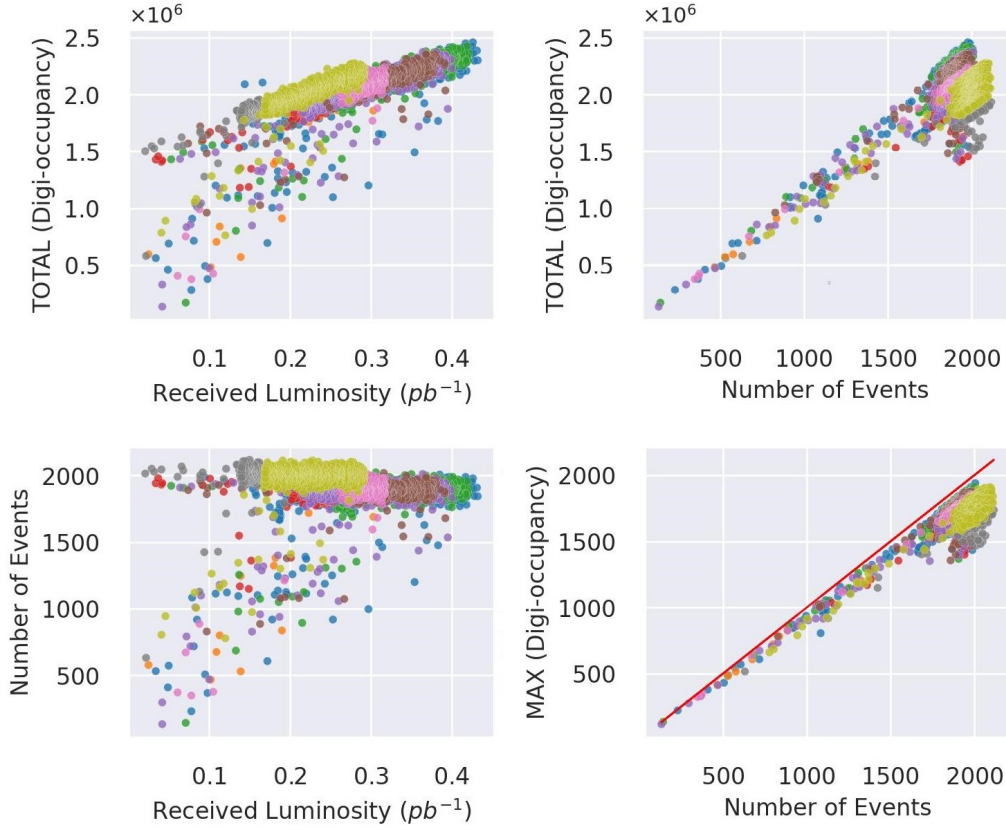 ×10⁶
TOTAL (Digi-occupancy)
2.5
2.0
1.5
1.0
0.5
0.1 0.2 0.3 0.4
Received Luminosity (pb⁻¹)
×10⁶
TOTAL (Digi-occupancy)
2.5
2.0
1.5
1.0
0.5
500 1000 1500 2000
Number of Events
Number of Events
2000
1500
1000
500
0.1 0.2 0.3 0.4
Received Luminosity (pb⁻¹)
MAX (Digi-occupancy)
2000
1500
1000
500
500 1000 1500 2000
Number of Events